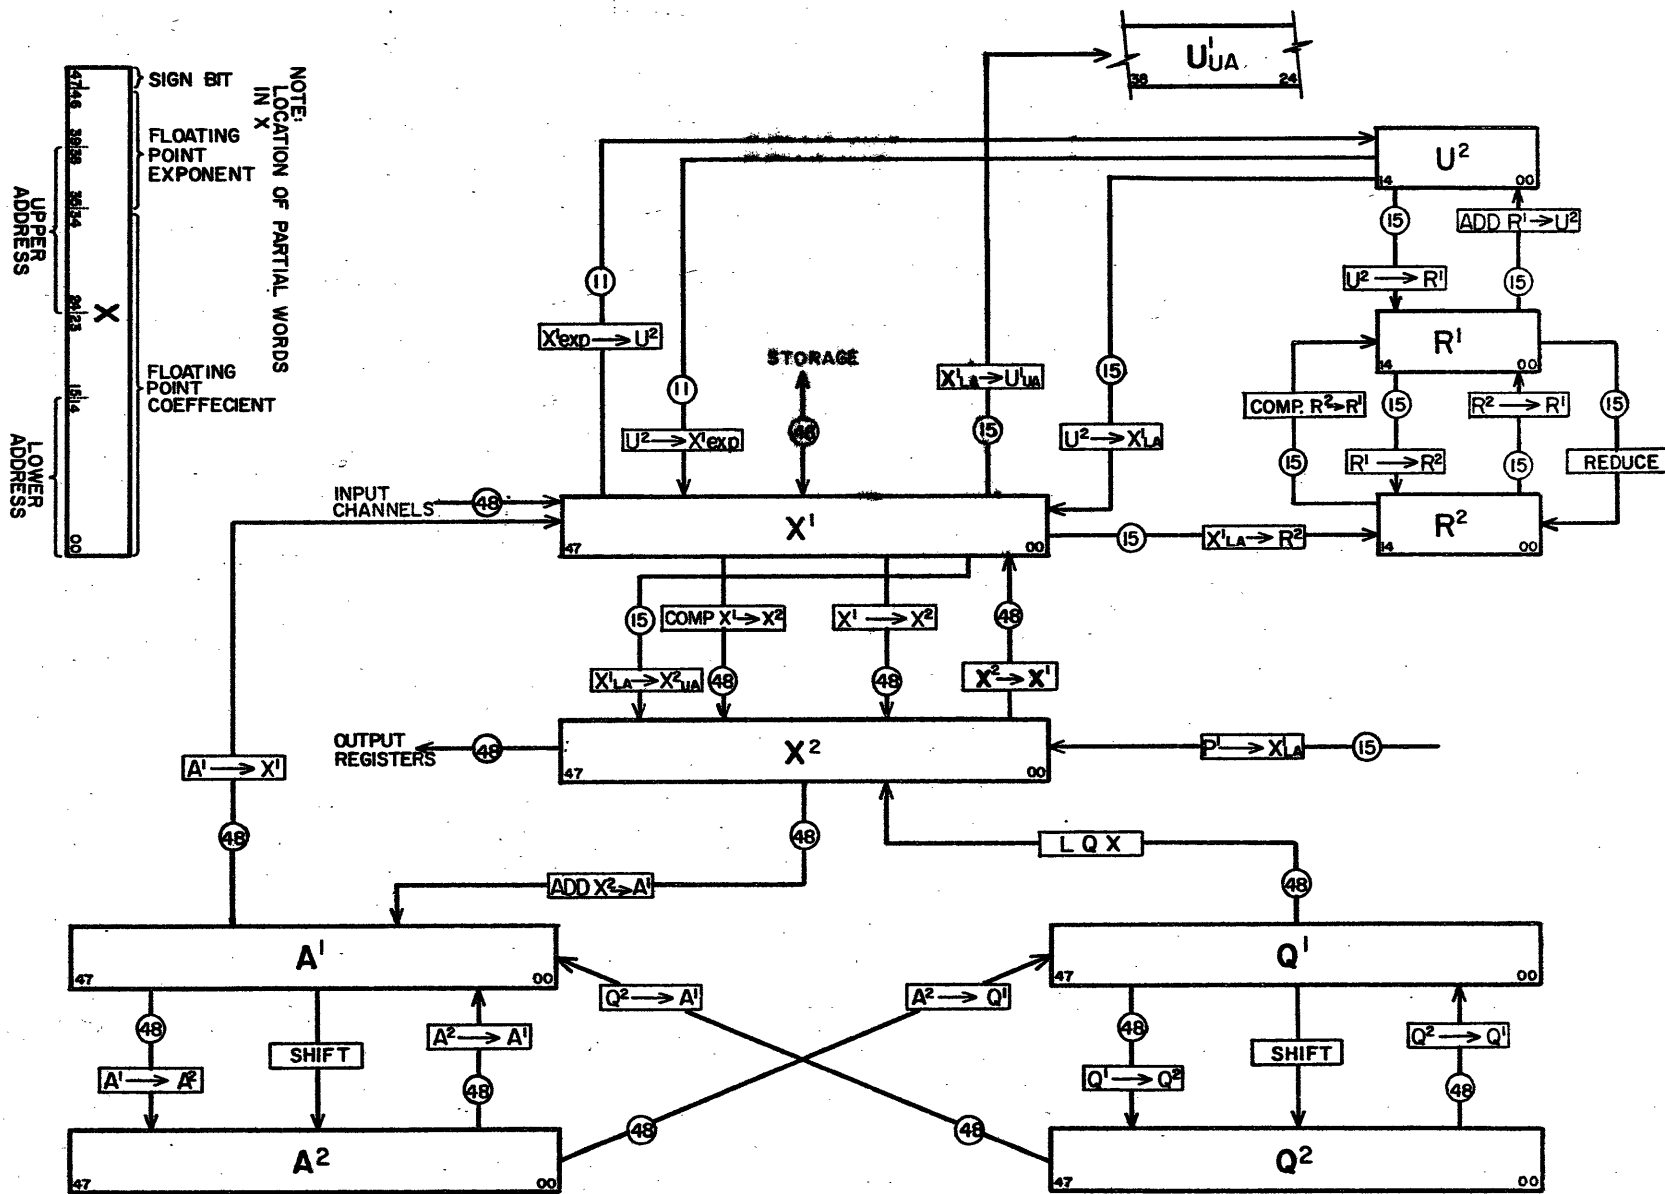 NOTE:
LOCATION OF PARTIAL WORDS
IN X
47 46
39 38
35 34
24 23
15 14
00
X
SIGN BIT
FLOATING
POINT
EXPONENT
FLOATING
POINT
COEFFECIENT
UPPER
ADDRESS
LOWER
ADDRESS
U¹UA
38 24
U²
14 00
15
ADD R¹ → U²
U² → R¹
15
11
X¹exp → U²
11
U² → X¹exp
STORAGE
48
X¹LA → U¹UA
15
15
U² → X¹LA
R¹
00
COMP. R² → R¹
15
15
R² → R¹
15
15
R¹ → R²
15
REDUCE
INPUT
CHANNELS
48
X¹
47 00
15
X¹LA → R²
R²
14 00
15
COMP X¹ → X²
X¹ → X²
48
X¹LA → X²UA
48
48
X² → X¹
OUTPUT
REGISTERS
48
X²
47 00
P¹ → X¹LA
15
A¹ → X¹
48
48
ADD X² → A¹
L Q X
48
A¹
47 00
Q¹
47 00
Q² → A¹
A² → Q¹
48
A² → A¹
SHIFT
A¹ → A²
48
48
Q² → Q¹
SHIFT
Q¹ → Q²
48
48
48
A²
47 00
Q²
47 00